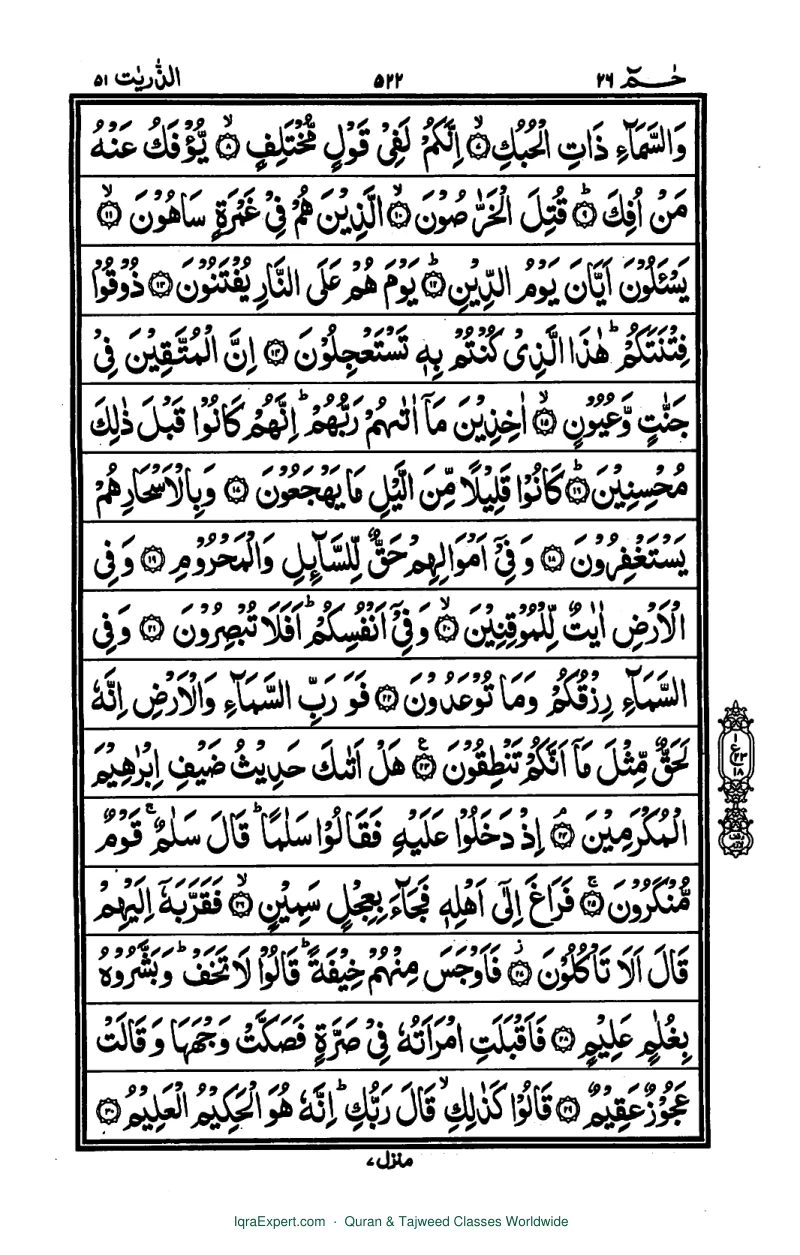 حٰمٓ ٢٦ ٥٢٢ الذّٰریٰت ٥١
وَالسَّمَآءِ ذَاتِ الْحُبُكِ ۙ﴿٧﴾ اِنَّكُمْ لَفِیْ قَوْلٍ مُّخْتَلِفٍ ۙ﴿٨﴾ یُّؤْفَكُ عَنْهُ
مَنْ اُفِكَ ؕ﴿٩﴾ قُتِلَ الْخَرّٰصُوْنَ ۙ﴿١٠﴾ الَّذِیْنَ هُمْ فِیْ غَمْرَةٍ سَاهُوْنَ ۙ﴿١١﴾
یَسْـَٔلُوْنَ اَیَّانَ یَوْمُ الدِّیْنِ ؕ﴿١٢﴾ یَوْمَ هُمْ عَلَی النَّارِ یُفْتَنُوْنَ ﴿١٣﴾ ذُوْقُوْا
فِتْنَتَكُمْ ؕ هٰذَا الَّذِیْ كُنْتُمْ بِهٖ تَسْتَعْجِلُوْنَ ﴿١٤﴾ اِنَّ الْمُتَّقِیْنَ فِیْ
جَنّٰتٍ وَّعُیُوْنٍ ۙ﴿١٥﴾ اٰخِذِیْنَ مَاۤ اٰتٰىهُمْ رَبُّهُمْ ؕ اِنَّهُمْ كَانُوْا قَبْلَ ذٰلِكَ
مُحْسِنِیْنَ ؕ﴿١٦﴾ كَانُوْا قَلِیْلًا مِّنَ الَّیْلِ مَا یَهْجَعُوْنَ ﴿١٧﴾ وَبِالْاَسْحَارِ هُمْ
یَسْتَغْفِرُوْنَ ﴿١٨﴾ وَفِیْۤ اَمْوَالِهِمْ حَقٌّ لِّلسَّآىِٕلِ وَالْمَحْرُوْمِ ﴿١٩﴾ وَفِی
الْاَرْضِ اٰیٰتٌ لِّلْمُوْقِنِیْنَ ۙ﴿٢٠﴾ وَفِیْۤ اَنْفُسِكُمْ ؕ اَفَلَا تُبْصِرُوْنَ ﴿٢١﴾ وَفِی
السَّمَآءِ رِزْقُكُمْ وَمَا تُوْعَدُوْنَ ﴿٢٢﴾ فَوَرَبِّ السَّمَآءِ وَالْاَرْضِ اِنَّهٗ
لَحَقٌّ مِّثْلَ مَاۤ اَنَّكُمْ تَنْطِقُوْنَ ؑ﴿٢٣﴾ هَلْ اَتٰىكَ حَدِیْثُ ضَیْفِ اِبْرٰهِیْمَ
الْمُكْرَمِیْنَ ۘ﴿٢٤﴾ اِذْ دَخَلُوْا عَلَیْهِ فَقَالُوْا سَلٰمًا ؕ قَالَ سَلٰمٌ ۚ قَوْمٌ
مُّنْكَرُوْنَ ۚ﴿٢٥﴾ فَرَاغَ اِلٰۤی اَهْلِهٖ فَجَآءَ بِعِجْلٍ سَمِیْنٍ ۙ﴿٢٦﴾ فَقَرَّبَهٗۤ اِلَیْهِمْ
قَالَ اَلَا تَاْكُلُوْنَ ؗ﴿٢٧﴾ فَاَوْجَسَ مِنْهُمْ خِیْفَةً ؕ قَالُوْا لَا تَخَفْ ؕ وَبَشَّرُوْهُ
بِغُلٰمٍ عَلِیْمٍ ﴿٢٨﴾ فَاَقْبَلَتِ امْرَاَتُهٗ فِیْ صَرَّةٍ فَصَكَّتْ وَجْهَهَا وَقَالَتْ
عَجُوْزٌ عَقِیْمٌ ﴿٢٩﴾ قَالُوْا كَذٰلِكِ ۙ قَالَ رَبُّكِ ؕ اِنَّهٗ هُوَ الْحَكِیْمُ الْعَلِیْمُ ﴿٣٠﴾
منزل ٧
IqraExpert.com · Quran & Tajweed Classes Worldwide